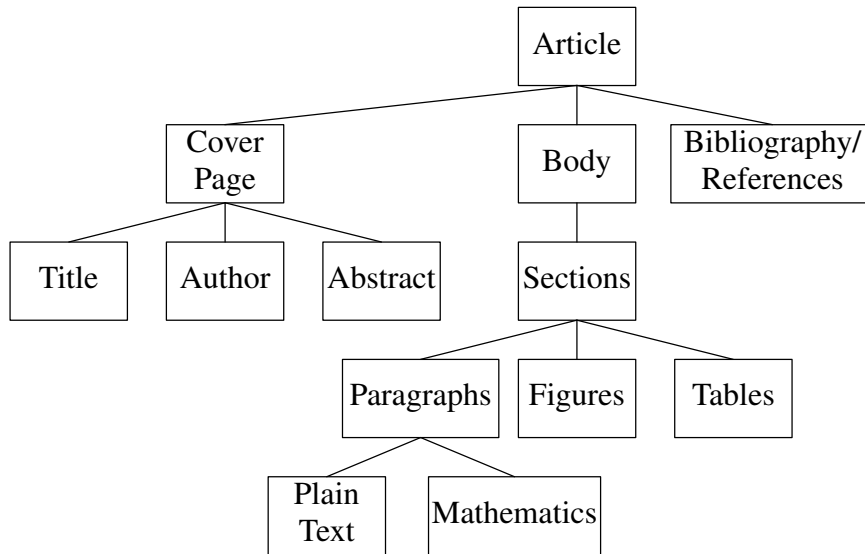 Article
Cover
Page
Body
Bibliography/
References
Title
Author
Abstract
Sections
Paragraphs
Figures
Tables
Plain
Text
Mathematics